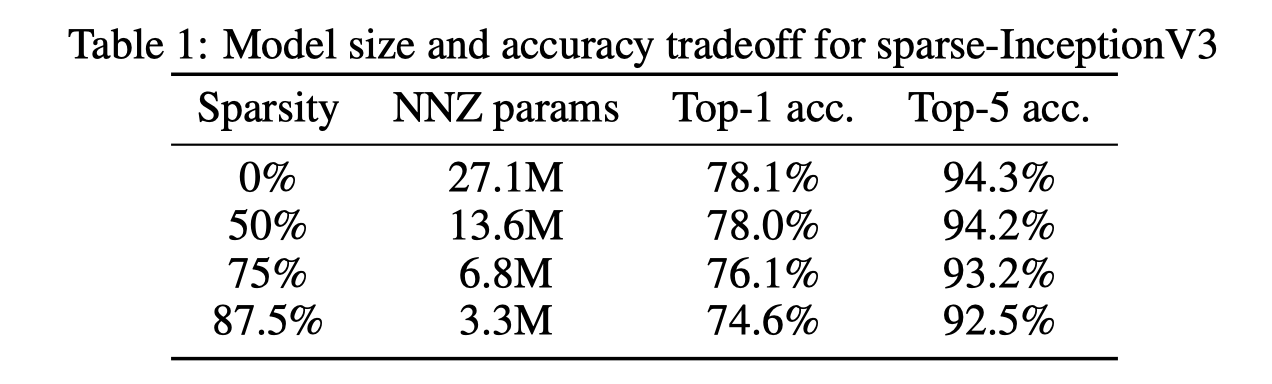 Table 1: Model size and accuracy tradeoff for sparse-InceptionV3
Sparsity NNZ params Top-1 acc. Top-5 acc.
0% 27.1M 78.1% 94.3%
50% 13.6M 78.0% 94.2%
75% 6.8M 76.1% 93.2%
87.5% 3.3M 74.6% 92.5%